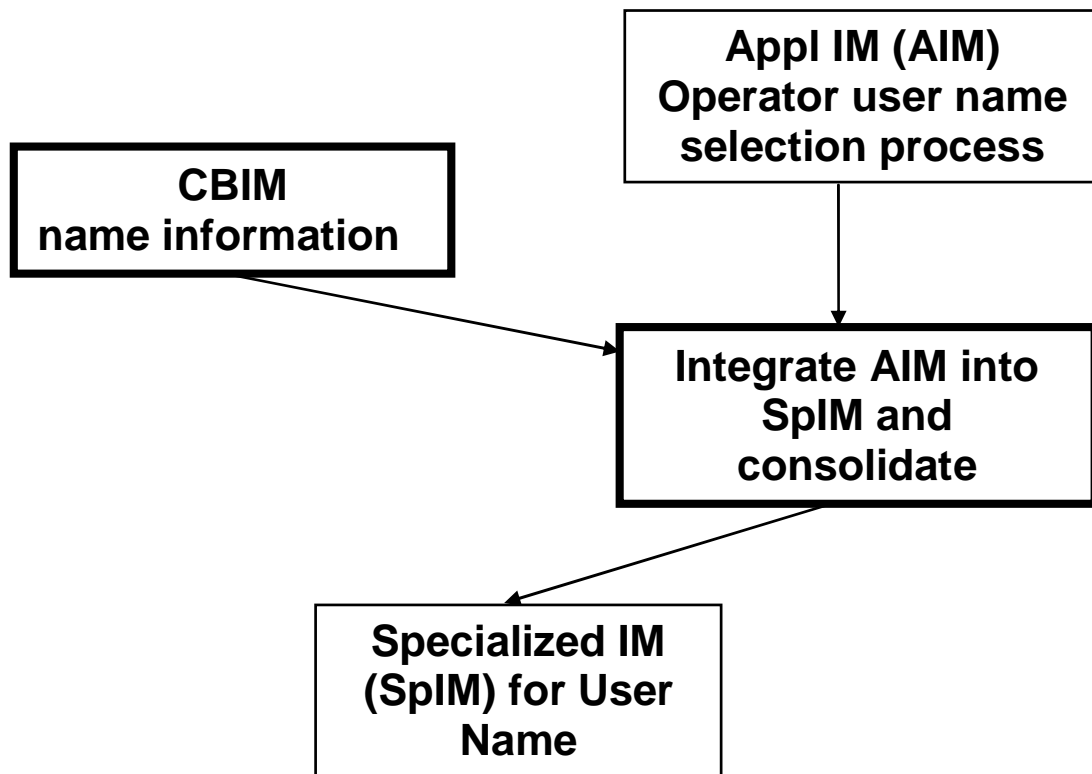 Appl IM (AIM)
Operator user name
selection process
CBIM
name information
Integrate AIM into
SpIM and
consolidate
Specialized IM
(SpIM) for User
Name